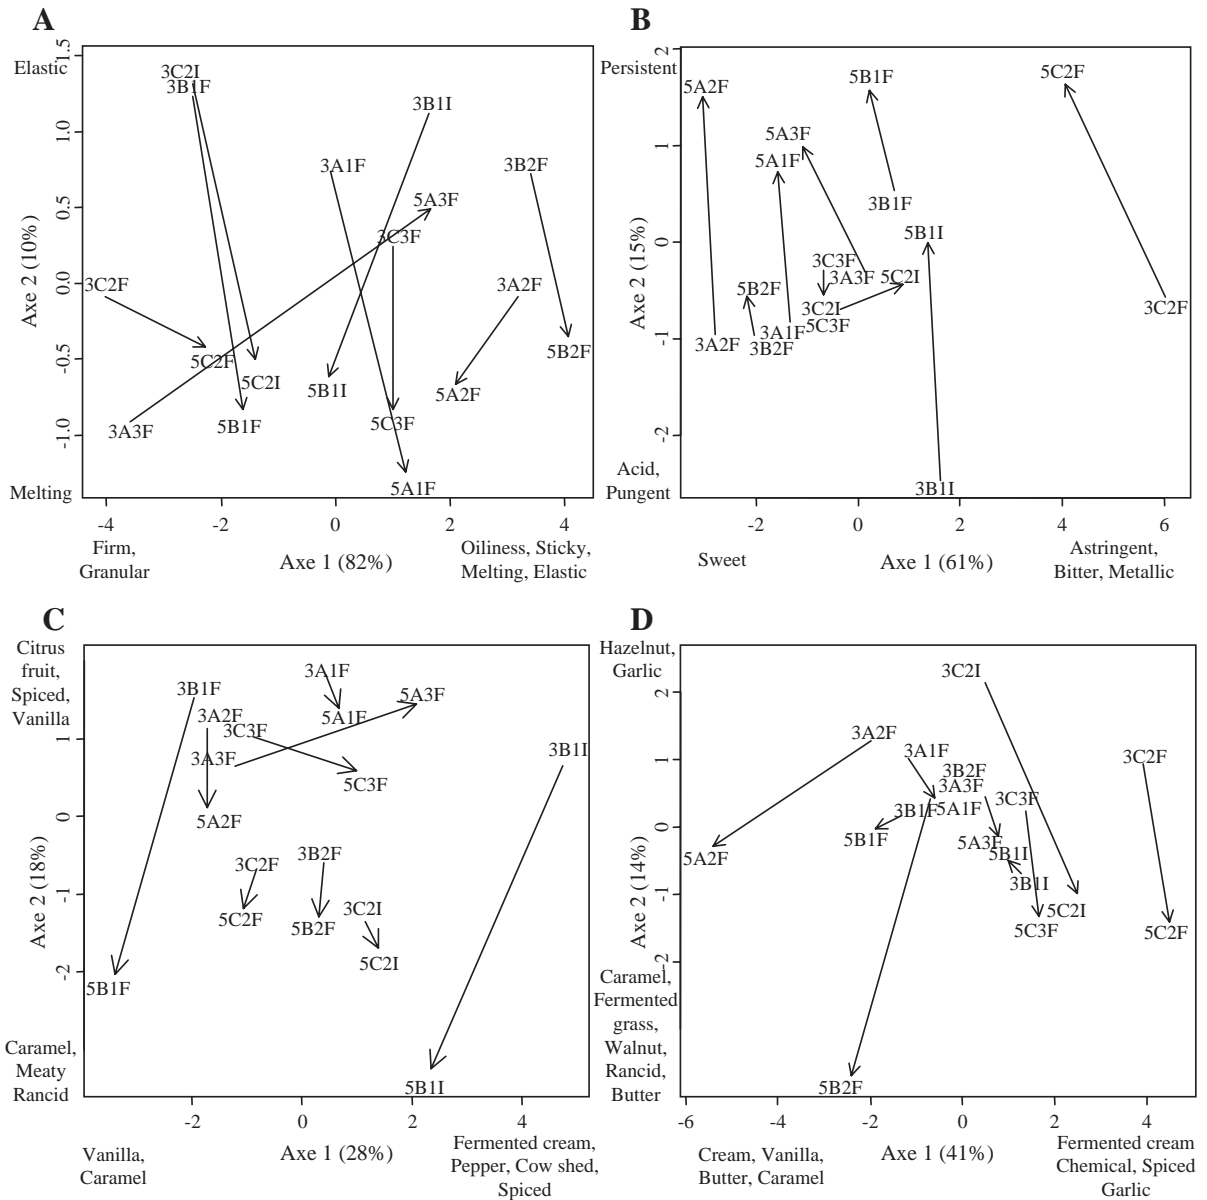 A
Elastic
1.5
1.0
0.5
0.0
-0.5
-1.0
Axe 2 (10%)
Melting
3C2I
3B1F
3B1I
3A1F
3B2F
5A3F
3C3F
3C2F
3A2F
5C2F
5C2I
5B1I
5A2F
5B2F
3A3F
5B1F
5C3F
5A1F
-4
-2
0
2
4
Firm,
Granular
Axe 1 (82%)
Oiliness, Sticky,
Melting, Elastic
B
Persistent
2
1
0
-1
-2
Axe 2 (15%)
Acid,
Pungent
5A2F
5B1F
5C2F
5A3F
5A1F
3B1F
5B1I
3C3F
3A3F
5C2I
5B2F
3C2I
5C3F
3C2F
3A2F
3A1F
3B2F
3B1I
-2
0
2
4
6
Sweet
Axe 1 (61%)
Astringent,
Bitter, Metallic
C
Citrus
fruit,
Spiced,
Vanilla
1
0
-1
-2
Axe 2 (18%)
Caramel,
Meaty
Rancid
3A1F
3B1F
5A3F
3A2F
5A1F
3C3F
3A3F
3B1I
5C3F
5A2F
3C2F
3B2F
5C2F
5B2F
3C2I
5C2I
5B1F
5B1I
-2
0
2
4
Vanilla,
Caramel
Axe 1 (28%)
Fermented cream,
Pepper, Cow shed,
Spiced
D
Hazelnut,
Garlic
2
1
0
-1
-2
Axe 2 (14%)
Caramel,
Fermented
grass,
Walnut,
Rancid,
Butter
3C2I
3A2F
3A1F
3C2F
3B2F
3A3F
3C3F
3B1F
5A1F
5B1F
5A3F
5B1I
5A2F
3B1I
5C2I
5C3F
5C2F
5B2F
-6
-4
-2
0
2
4
Cream, Vanilla,
Butter, Caramel
Axe 1 (41%)
Fermented cream
Chemical, Spiced
Garlic